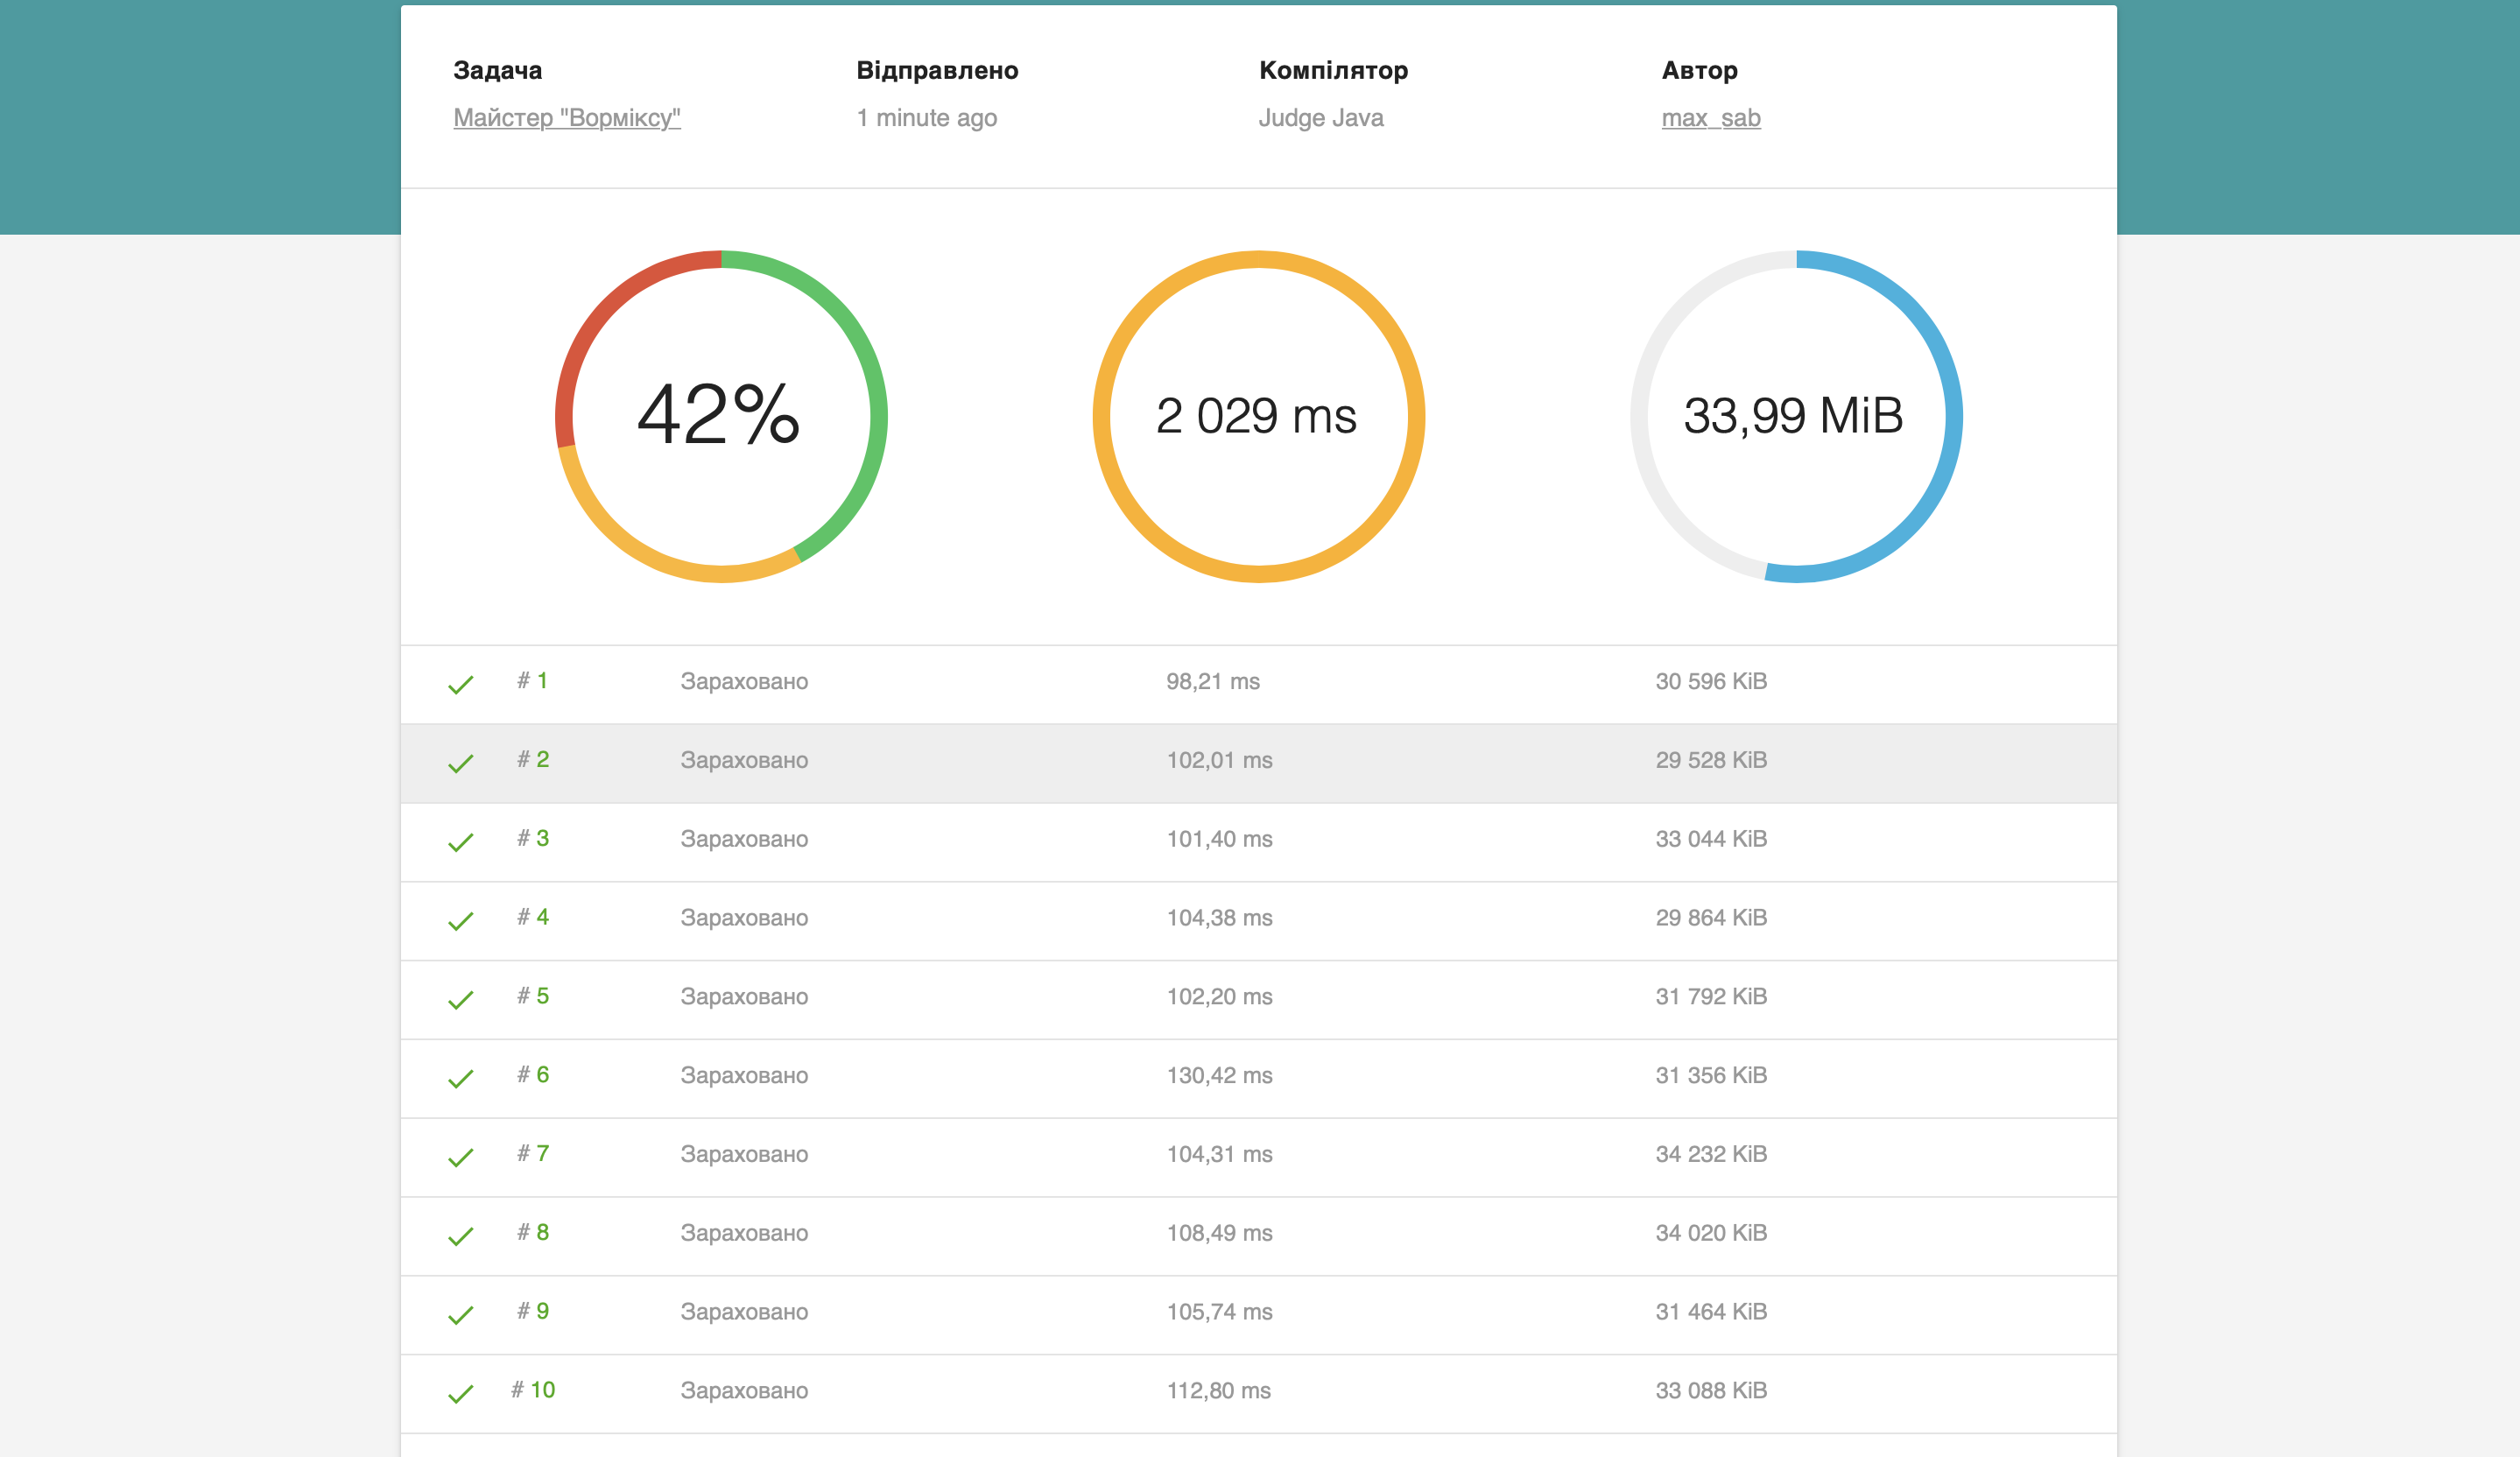 Задача Відправлено Компілятор Автор
Майстер "Ворміксу" 1 minute ago Judge Java max_sab
42% 2 029 ms 33,99 MiB
# 1 Зараховано 98,21 ms 30 596 KiB
# 2 Зараховано 102,01 ms 29 528 KiB
# 3 Зараховано 101,40 ms 33 044 KiB
# 4 Зараховано 104,38 ms 29 864 KiB
# 5 Зараховано 102,20 ms 31 792 KiB
# 6 Зараховано 130,42 ms 31 356 KiB
# 7 Зараховано 104,31 ms 34 232 KiB
# 8 Зараховано 108,49 ms 34 020 KiB
# 9 Зараховано 105,74 ms 31 464 KiB
# 10 Зараховано 112,80 ms 33 088 KiB